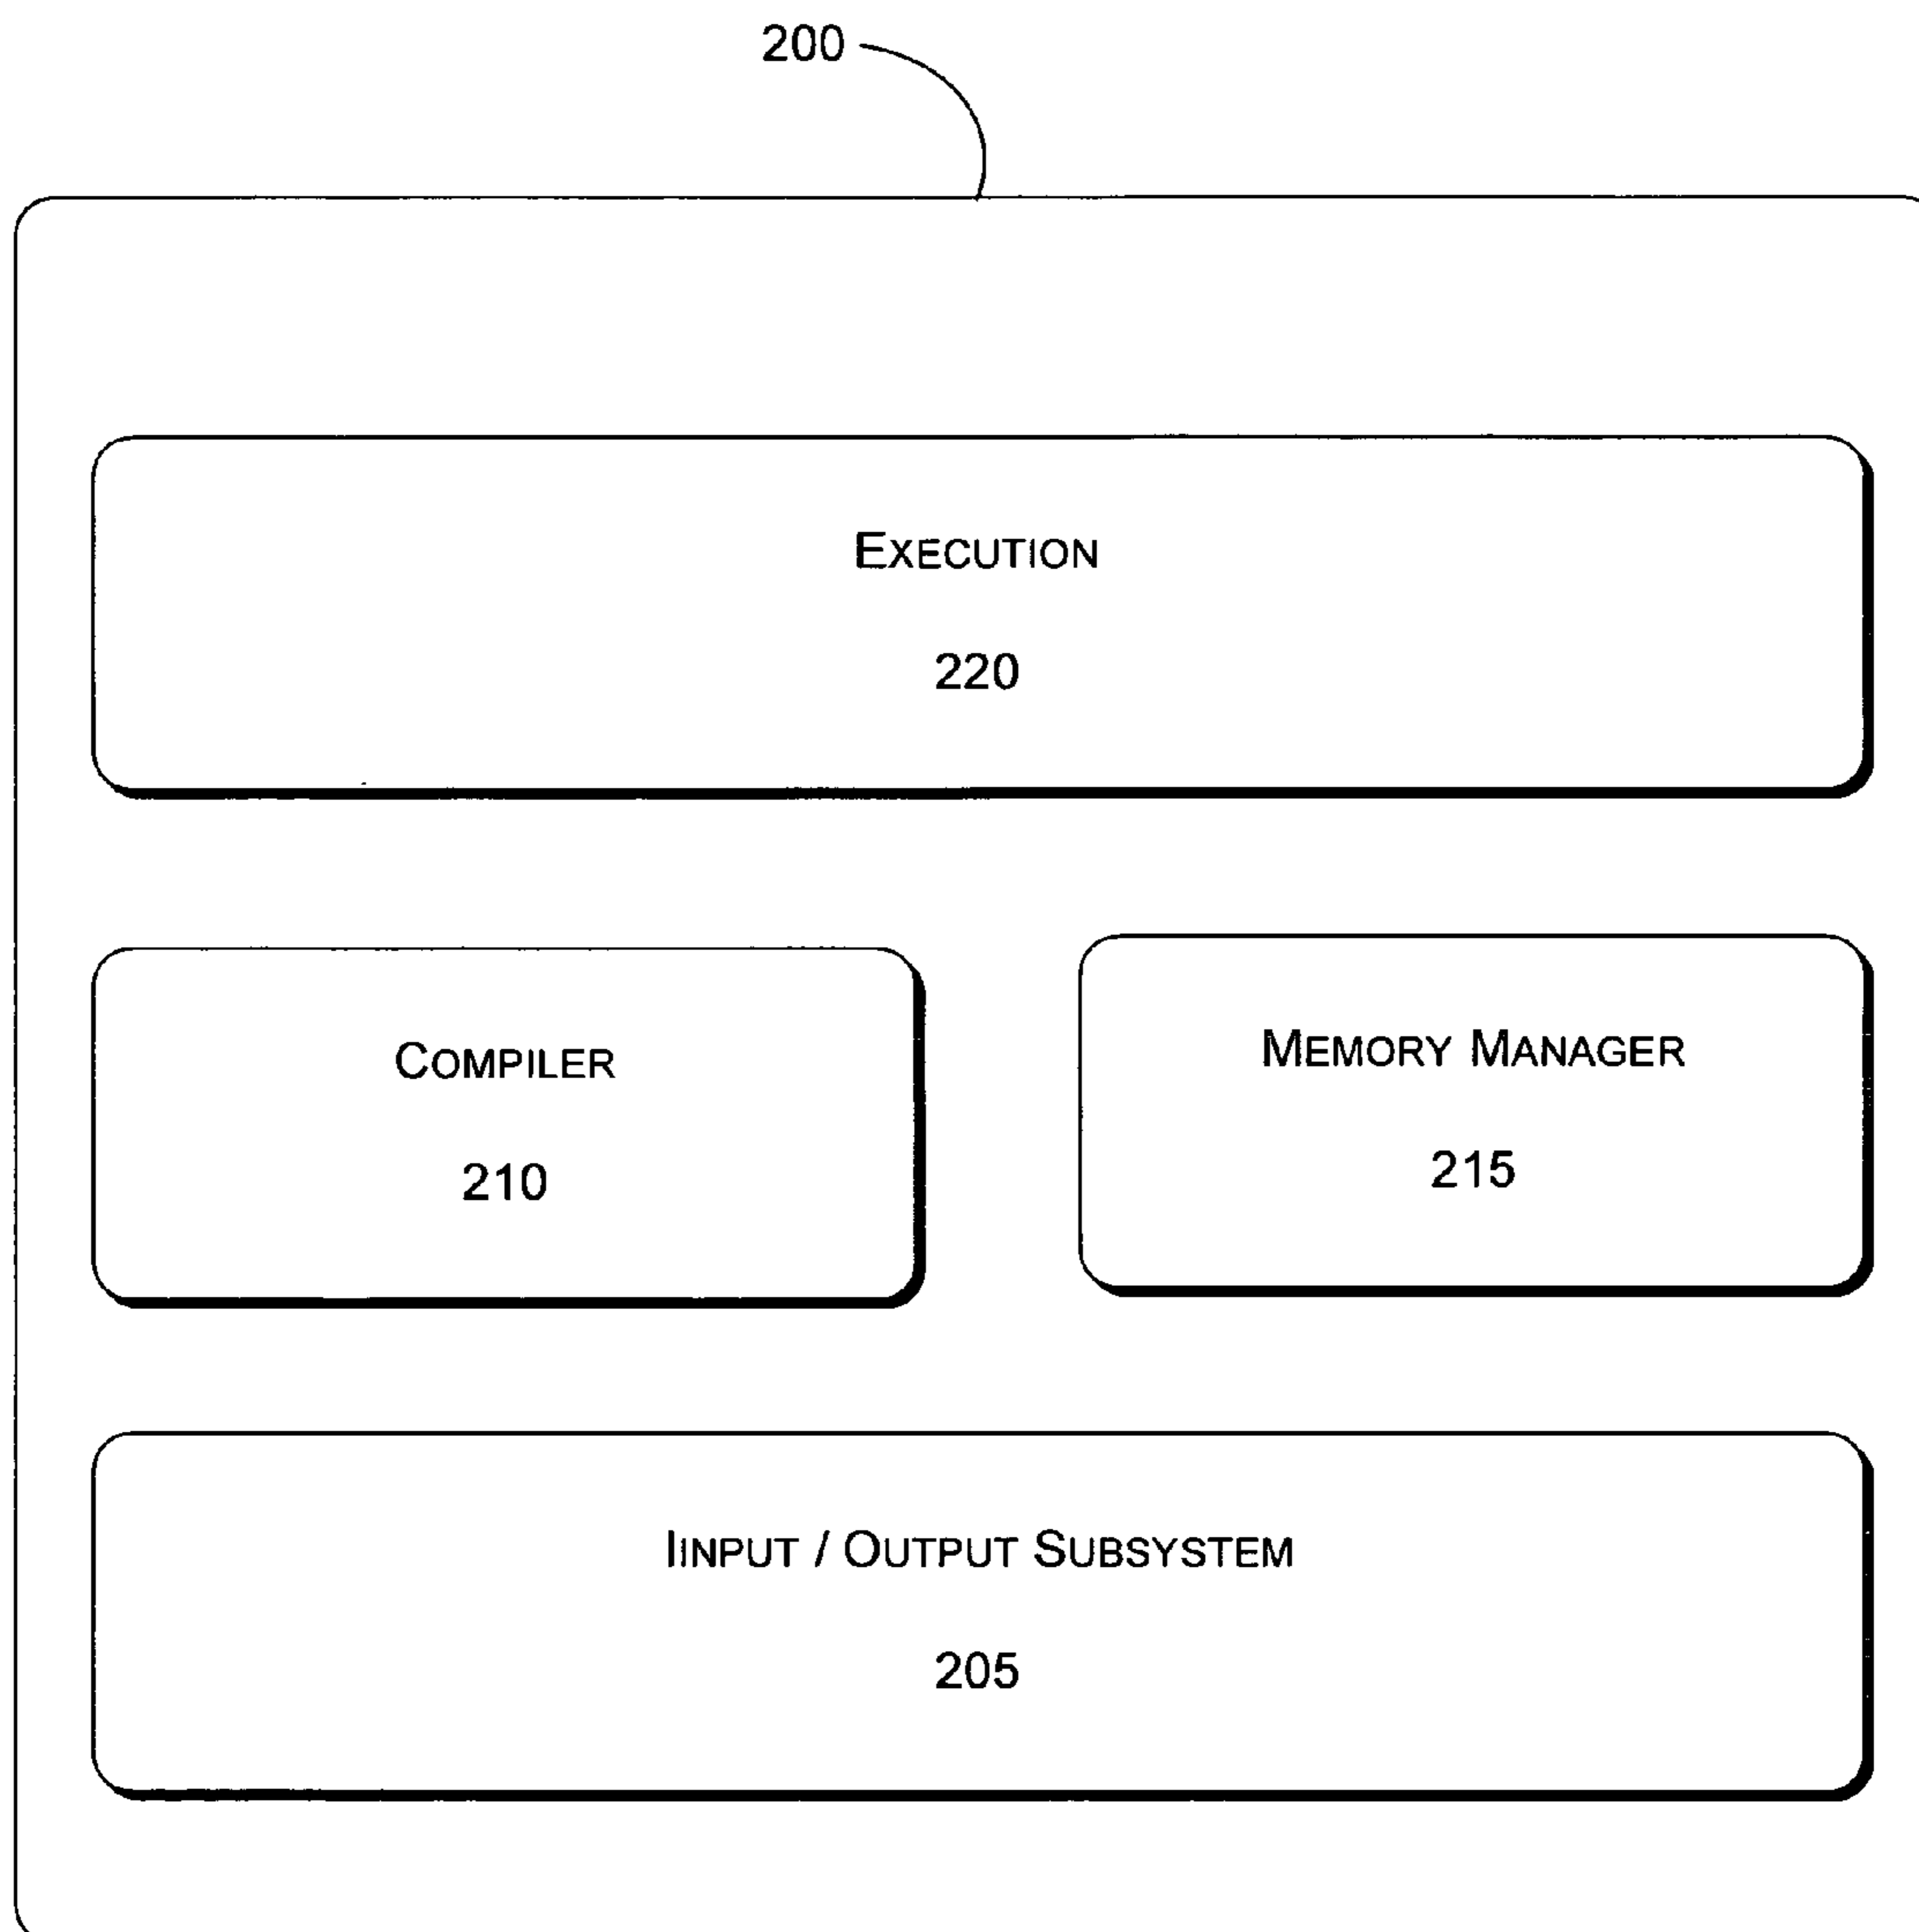 200
EXECUTION
220
COMPILER
210
MEMORY MANAGER
215
IINPUT / OUTPUT SUBSYSTEM
205